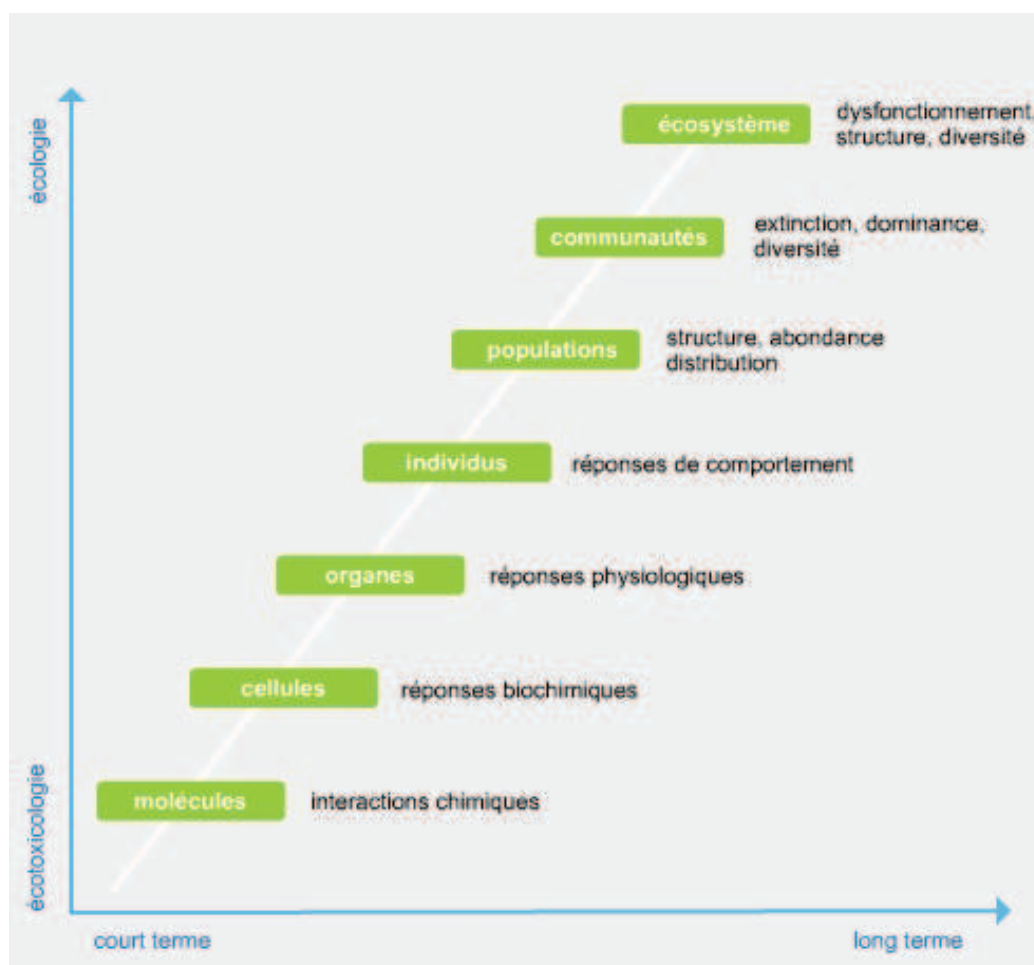 écologie
écosystème
dysfonctionnement,
structure, diversité
communautés
extinction, dominance,
diversité
populations
structure, abondance
distribution
individus
réponses de comportement
organes
réponses physiologiques
cellules
réponses biochimiques
molécules
interactions chimiques
écotoxicologie
court terme
long terme